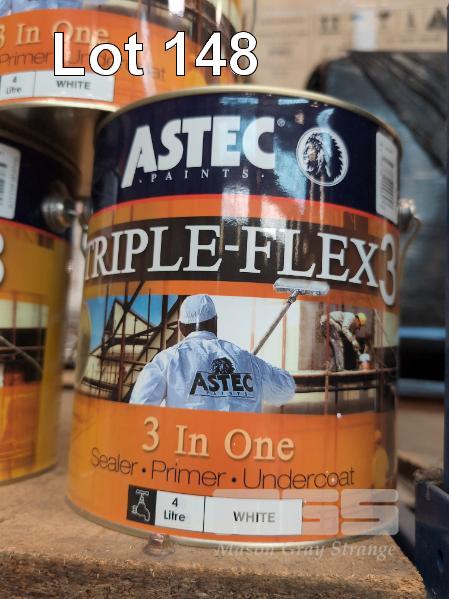 Lot 148
3 In One
4
Litre
WHITE
ASTEC®
PAINTS
TRIPLE-FLEX3
ASTEC
PAINTS
3 In One
Sealer • Primer • Undercoat
4
Litre
WHITE
Mason Gray Strange